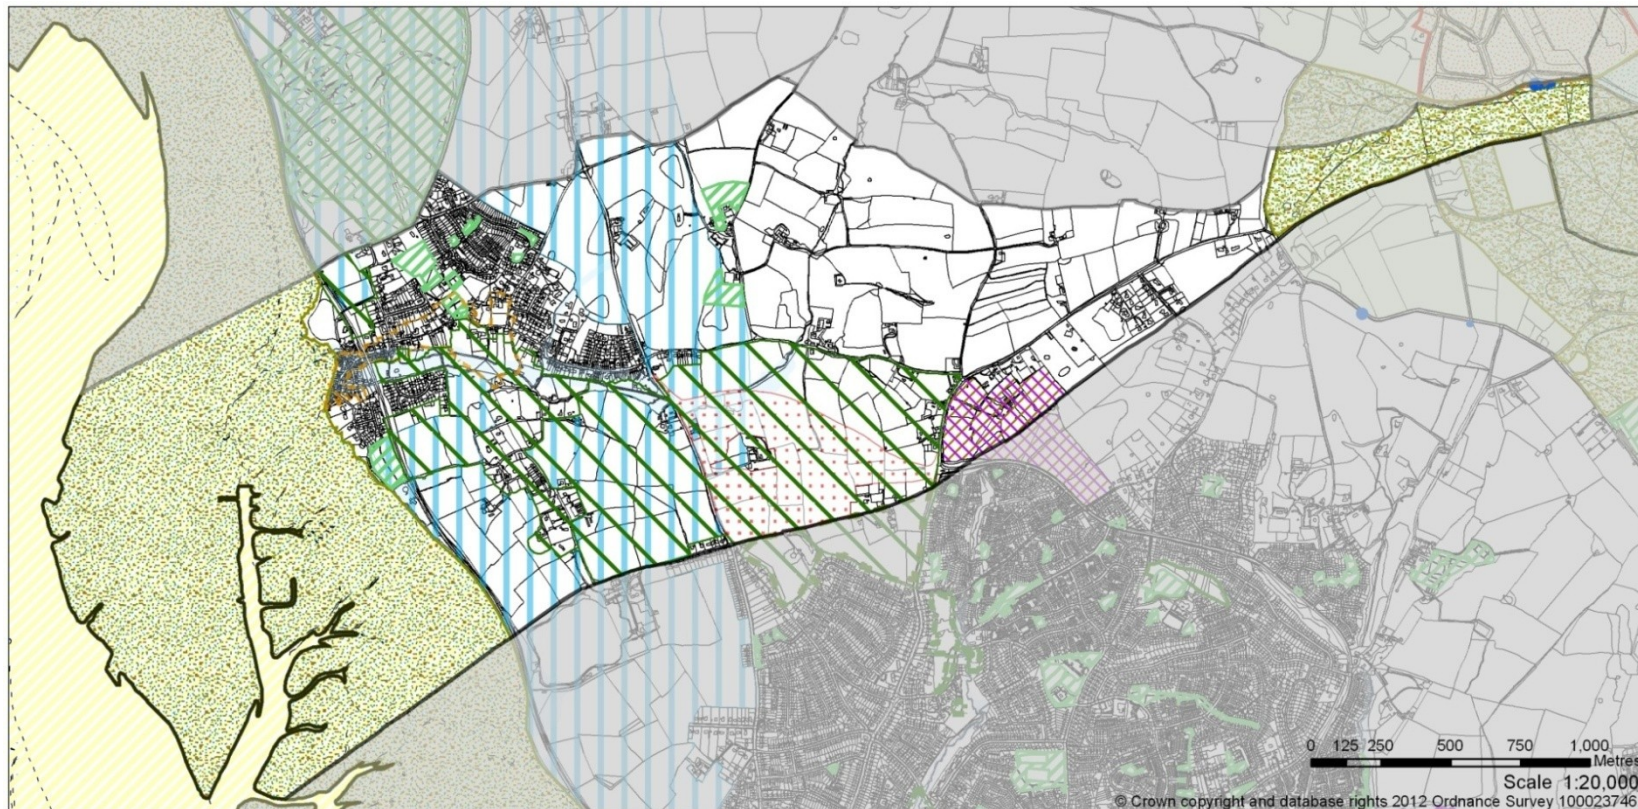 0 125 250 500 750 1,000
Metres
Scale 1:20,000
© Crown copyright and database rights 2012 Ordnance Survey 100023746